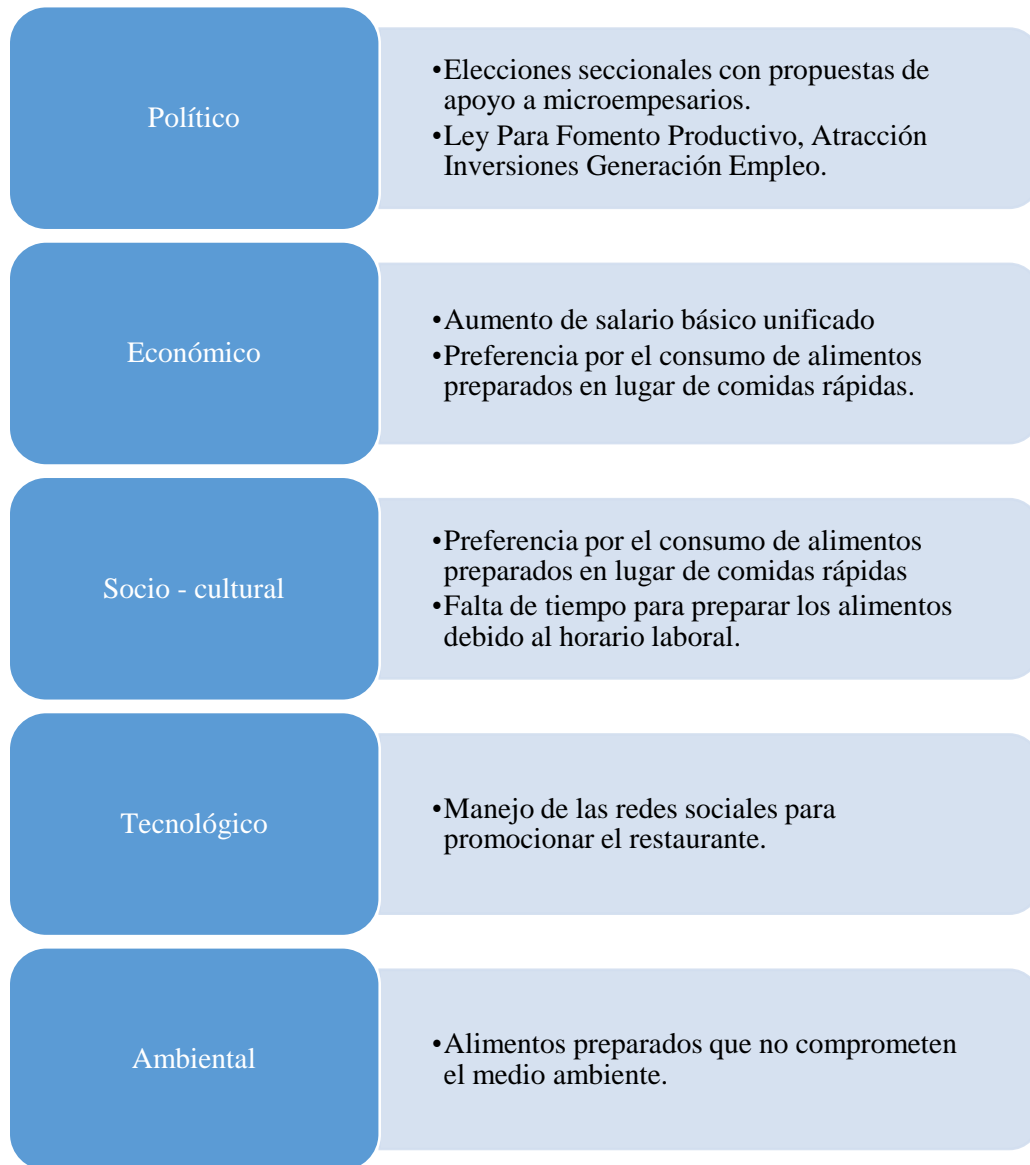 Político
•Elecciones seccionales con propuestas de
apoyo a microempesarios.
•Ley Para Fomento Productivo, Atracción
Inversiones Generación Empleo.
Económico
•Aumento de salario básico unificado
•Preferencia por el consumo de alimentos
preparados en lugar de comidas rápidas.
Socio - cultural
•Preferencia por el consumo de alimentos
preparados en lugar de comidas rápidas
•Falta de tiempo para preparar los alimentos
debido al horario laboral.
Tecnológico
•Manejo de las redes sociales para
promocionar el restaurante.
Ambiental
•Alimentos preparados que no comprometen
el medio ambiente.